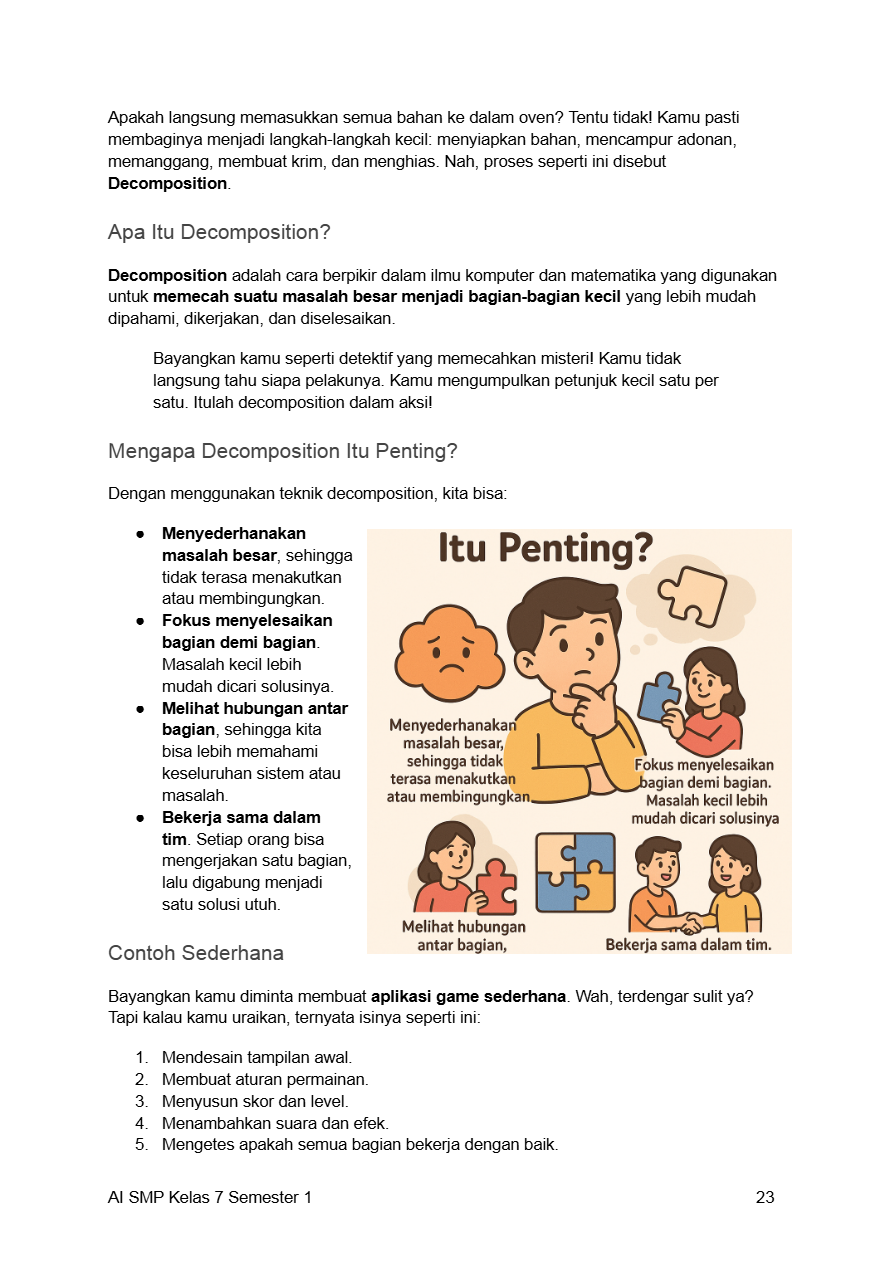 Apakah langsung memasukkan semua bahan ke dalam oven? Tentu tidak! Kamu pasti
membaginya menjadi langkah-langkah kecil: menyiapkan bahan, mencampur adonan,
memanggang, membuat krim, dan menghias. Nah, proses seperti ini disebut
Decomposition.
Apa Itu Decomposition?
Decomposition adalah cara berpikir dalam ilmu komputer dan matematika yang digunakan
untuk memecah suatu masalah besar menjadi bagian-bagian kecil yang lebih mudah
dipahami, dikerjakan, dan diselesaikan.
Bayangkan kamu seperti detektif yang memecahkan misteri! Kamu tidak
langsung tahu siapa pelakunya. Kamu mengumpulkan petunjuk kecil satu per
satu. Itulah decomposition dalam aksi!
Mengapa Decomposition Itu Penting?
Dengan menggunakan teknik decomposition, kita bisa:
● Menyederhanakan
masalah besar, sehingga
tidak terasa menakutkan
atau membingungkan.
● Fokus menyelesaikan
bagian demi bagian.
Masalah kecil lebih
mudah dicari solusinya.
● Melihat hubungan antar
bagian, sehingga kita
bisa lebih memahami
keseluruhan sistem atau
masalah.
● Bekerja sama dalam
tim. Setiap orang bisa
mengerjakan satu bagian,
lalu digabung menjadi
satu solusi utuh.
Itu Penting?
Menyederhanakan
masalah besar,
sehingga tidak
terasa menakutkan
atau membingungkan.
Fokus menyelesaikan
bagian demi bagian.
Masalah kecil lebih
mudah dicari solusinya
Melihat hubungan
antar bagian,
Bekerja sama dalam tim.
Contoh Sederhana
Bayangkan kamu diminta membuat aplikasi game sederhana. Wah, terdengar sulit ya?
Tapi kalau kamu uraikan, ternyata isinya seperti ini:
1. Mendesain tampilan awal.
2. Membuat aturan permainan.
3. Menyusun skor dan level.
4. Menambahkan suara dan efek.
5. Mengetes apakah semua bagian bekerja dengan baik.
AI SMP Kelas 7 Semester 1
23